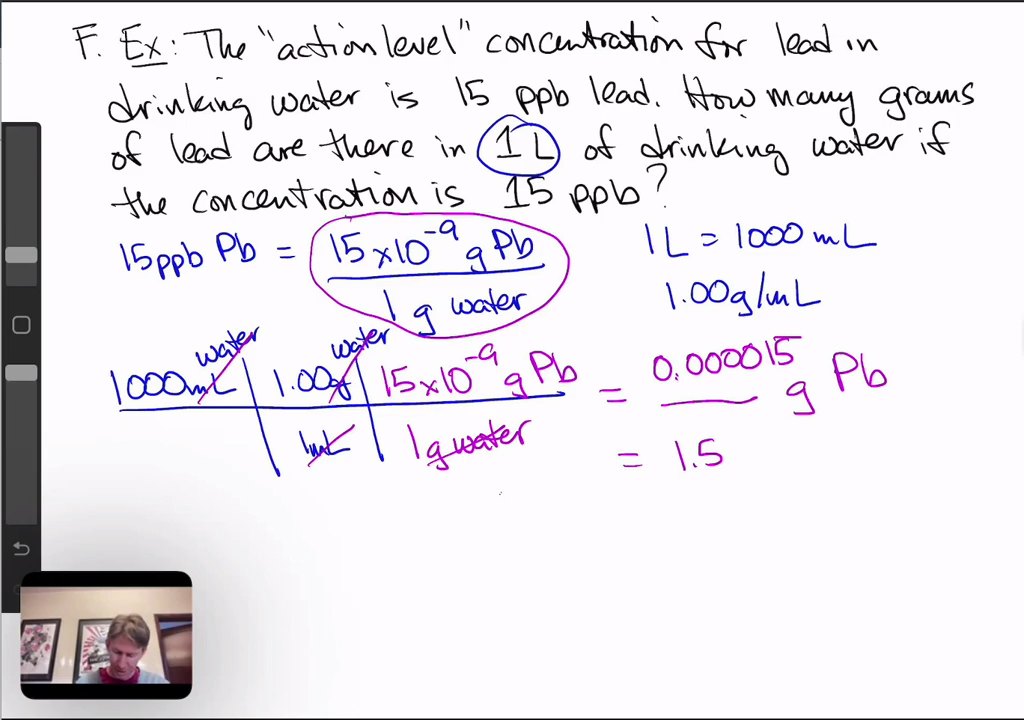 F. Ex: The "action level" concentration for lead in
drinking water is 15 ppb lead. How many grams
of lead are there in 1 L of drinking water if
the concentration is 15 ppb?
15ppb Pb = 15 x 10⁻⁹ g Pb
1 g water
1 L = 1000 mL
1.00 g/mL
water water
1000 mL 1.00g 15 x 10⁻⁹ g Pb = 0.000015 g Pb
1 mL 1 g water
= 1.5